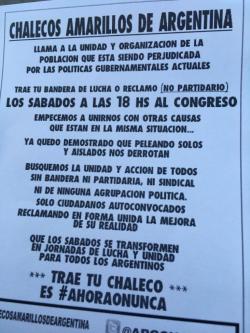 CHALECOS AMARILLOS DE ARGENTINA
LLAMA A LA UNIDAD Y ORGANIZACION DE LA
POBLACION QUE ESTA SIENDO PERJUDICADA
POR LAS POLITICAS GUBERNAMENTALES ACTUALES
TRAE TU BANDERA DE LUCHA O RECLAMO (NO PARTIDARIO)
LOS SABADOS A LAS 18 HS AL CONGRESO
EMPECEMOS A UNIRNOS CON OTRAS CAUSAS
QUE ESTAN EN LA MISMA SITUACION...
YA QUEDO DEMOSTRADO QUE PELEANDO SOLOS
Y AISLADOS NOS DERROTAN
BUSQUEMOS LA UNIDAD Y ACCION DE TODOS
SIN BANDERA NI PARTIDARIA, NI SINDICAL
NI DE NINGUNA AGRUPACION POLITICA.
SOLO CIUDADANOS AUTOCONVOCADOS
RECLAMANDO EN FORMA UNIDA LA MEJORA
DE SU REALIDAD
QUE LOS SABADOS SE TRANSFORMEN
EN JORNADAS DE LUCHA Y UNIDAD
PARA TODOS LOS ARGENTINOS
*** TRAE TU CHALECO ***
ES #AHORAONUNCA
ECOSAMARILLOSDEARGENTINA